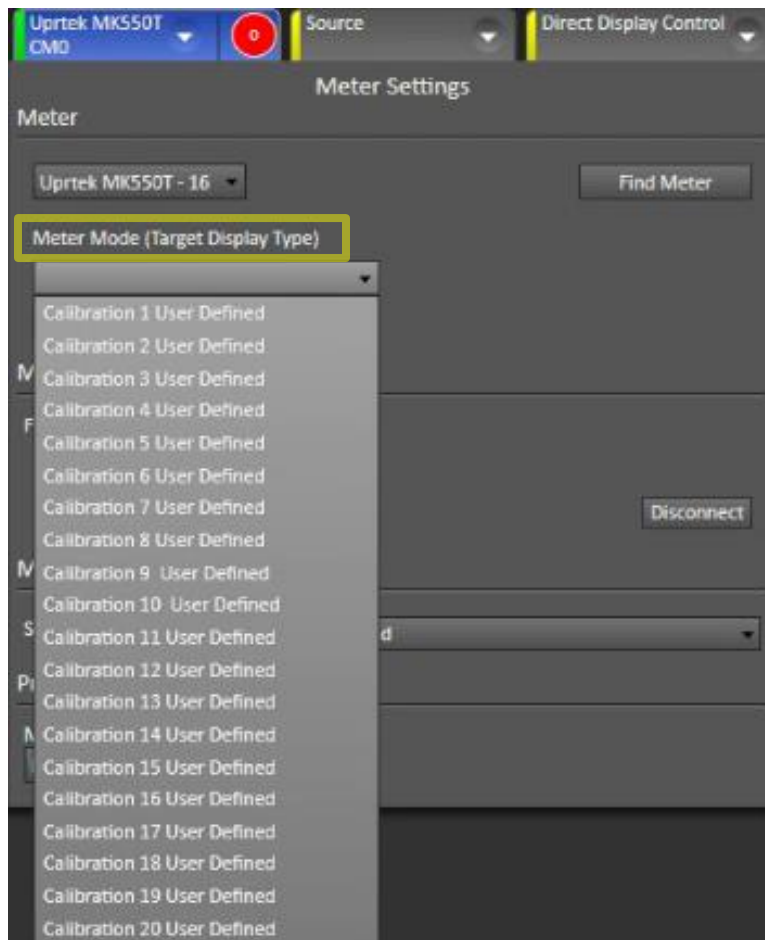 Uprtek MK550T
CM0
0
Source
Direct Display Control
Meter Settings
Meter
Uprtek MK550T - 16
Find Meter
Meter Mode (Target Display Type)
Calibration 1 User Defined
Calibration 2 User Defined
Calibration 3 User Defined
Calibration 4 User Defined
Calibration 5 User Defined
Calibration 6 User Defined
Calibration 7 User Defined
Disconnect
Calibration 8 User Defined
Calibration 9 User Defined
Calibration 10 User Defined
Calibration 11 User Defined
Calibration 12 User Defined
Calibration 13 User Defined
Calibration 14 User Defined
Calibration 15 User Defined
Calibration 16 User Defined
Calibration 17 User Defined
Calibration 18 User Defined
Calibration 19 User Defined
Calibration 20 User Defined